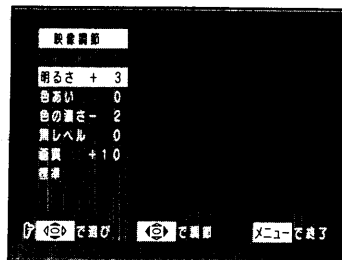 映像調節
明るさ + 3
色あい 0
色の濃さ- 2
黒レベル 0
画質 +10
標準
で選び で調節 メニューで終了